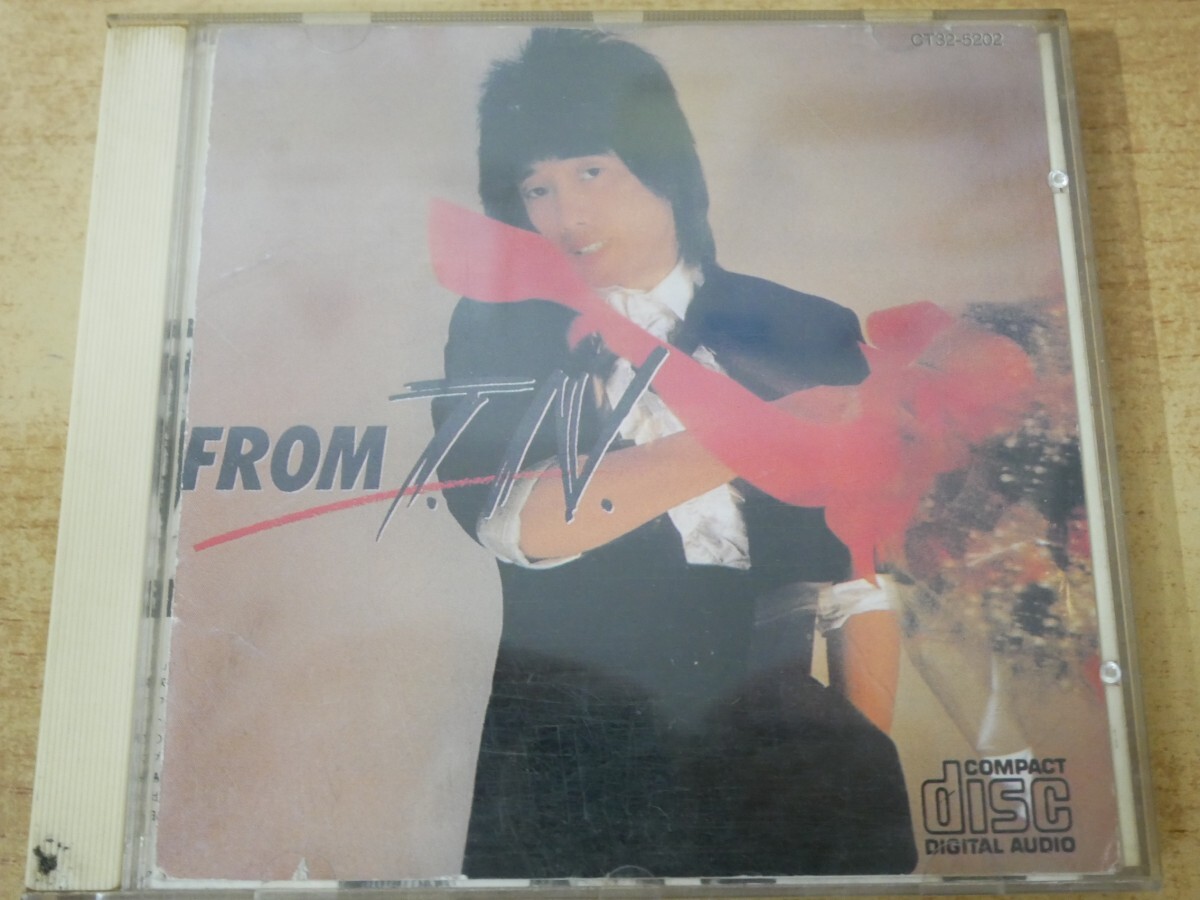 CT32-5202
FROM T.N.
COMPACT
disc
DIGITAL AUDIO